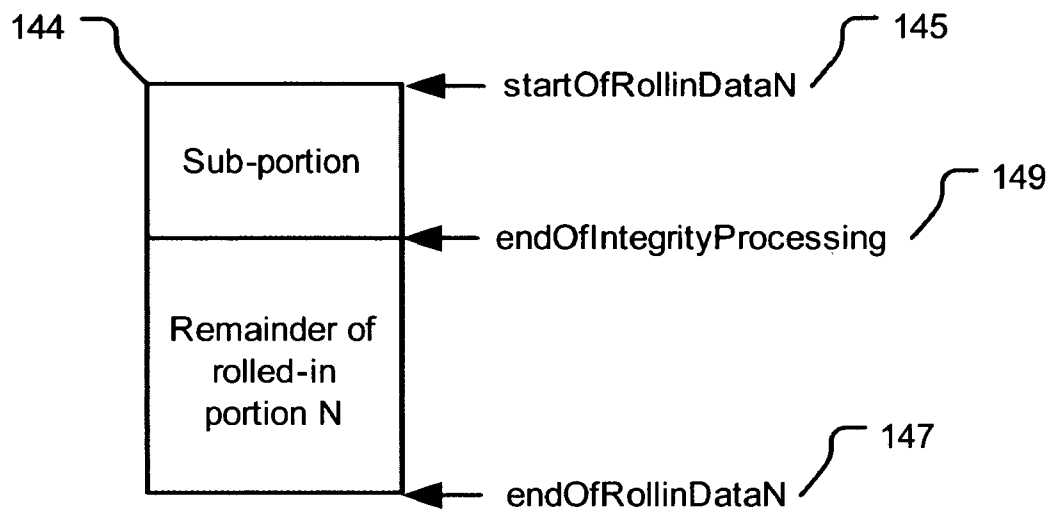 144
145
startOfRollinDataN
Sub-portion
149
endOfIntegrityProcessing
Remainder of
rolled-in
portion N
147
endOfRollinDataN